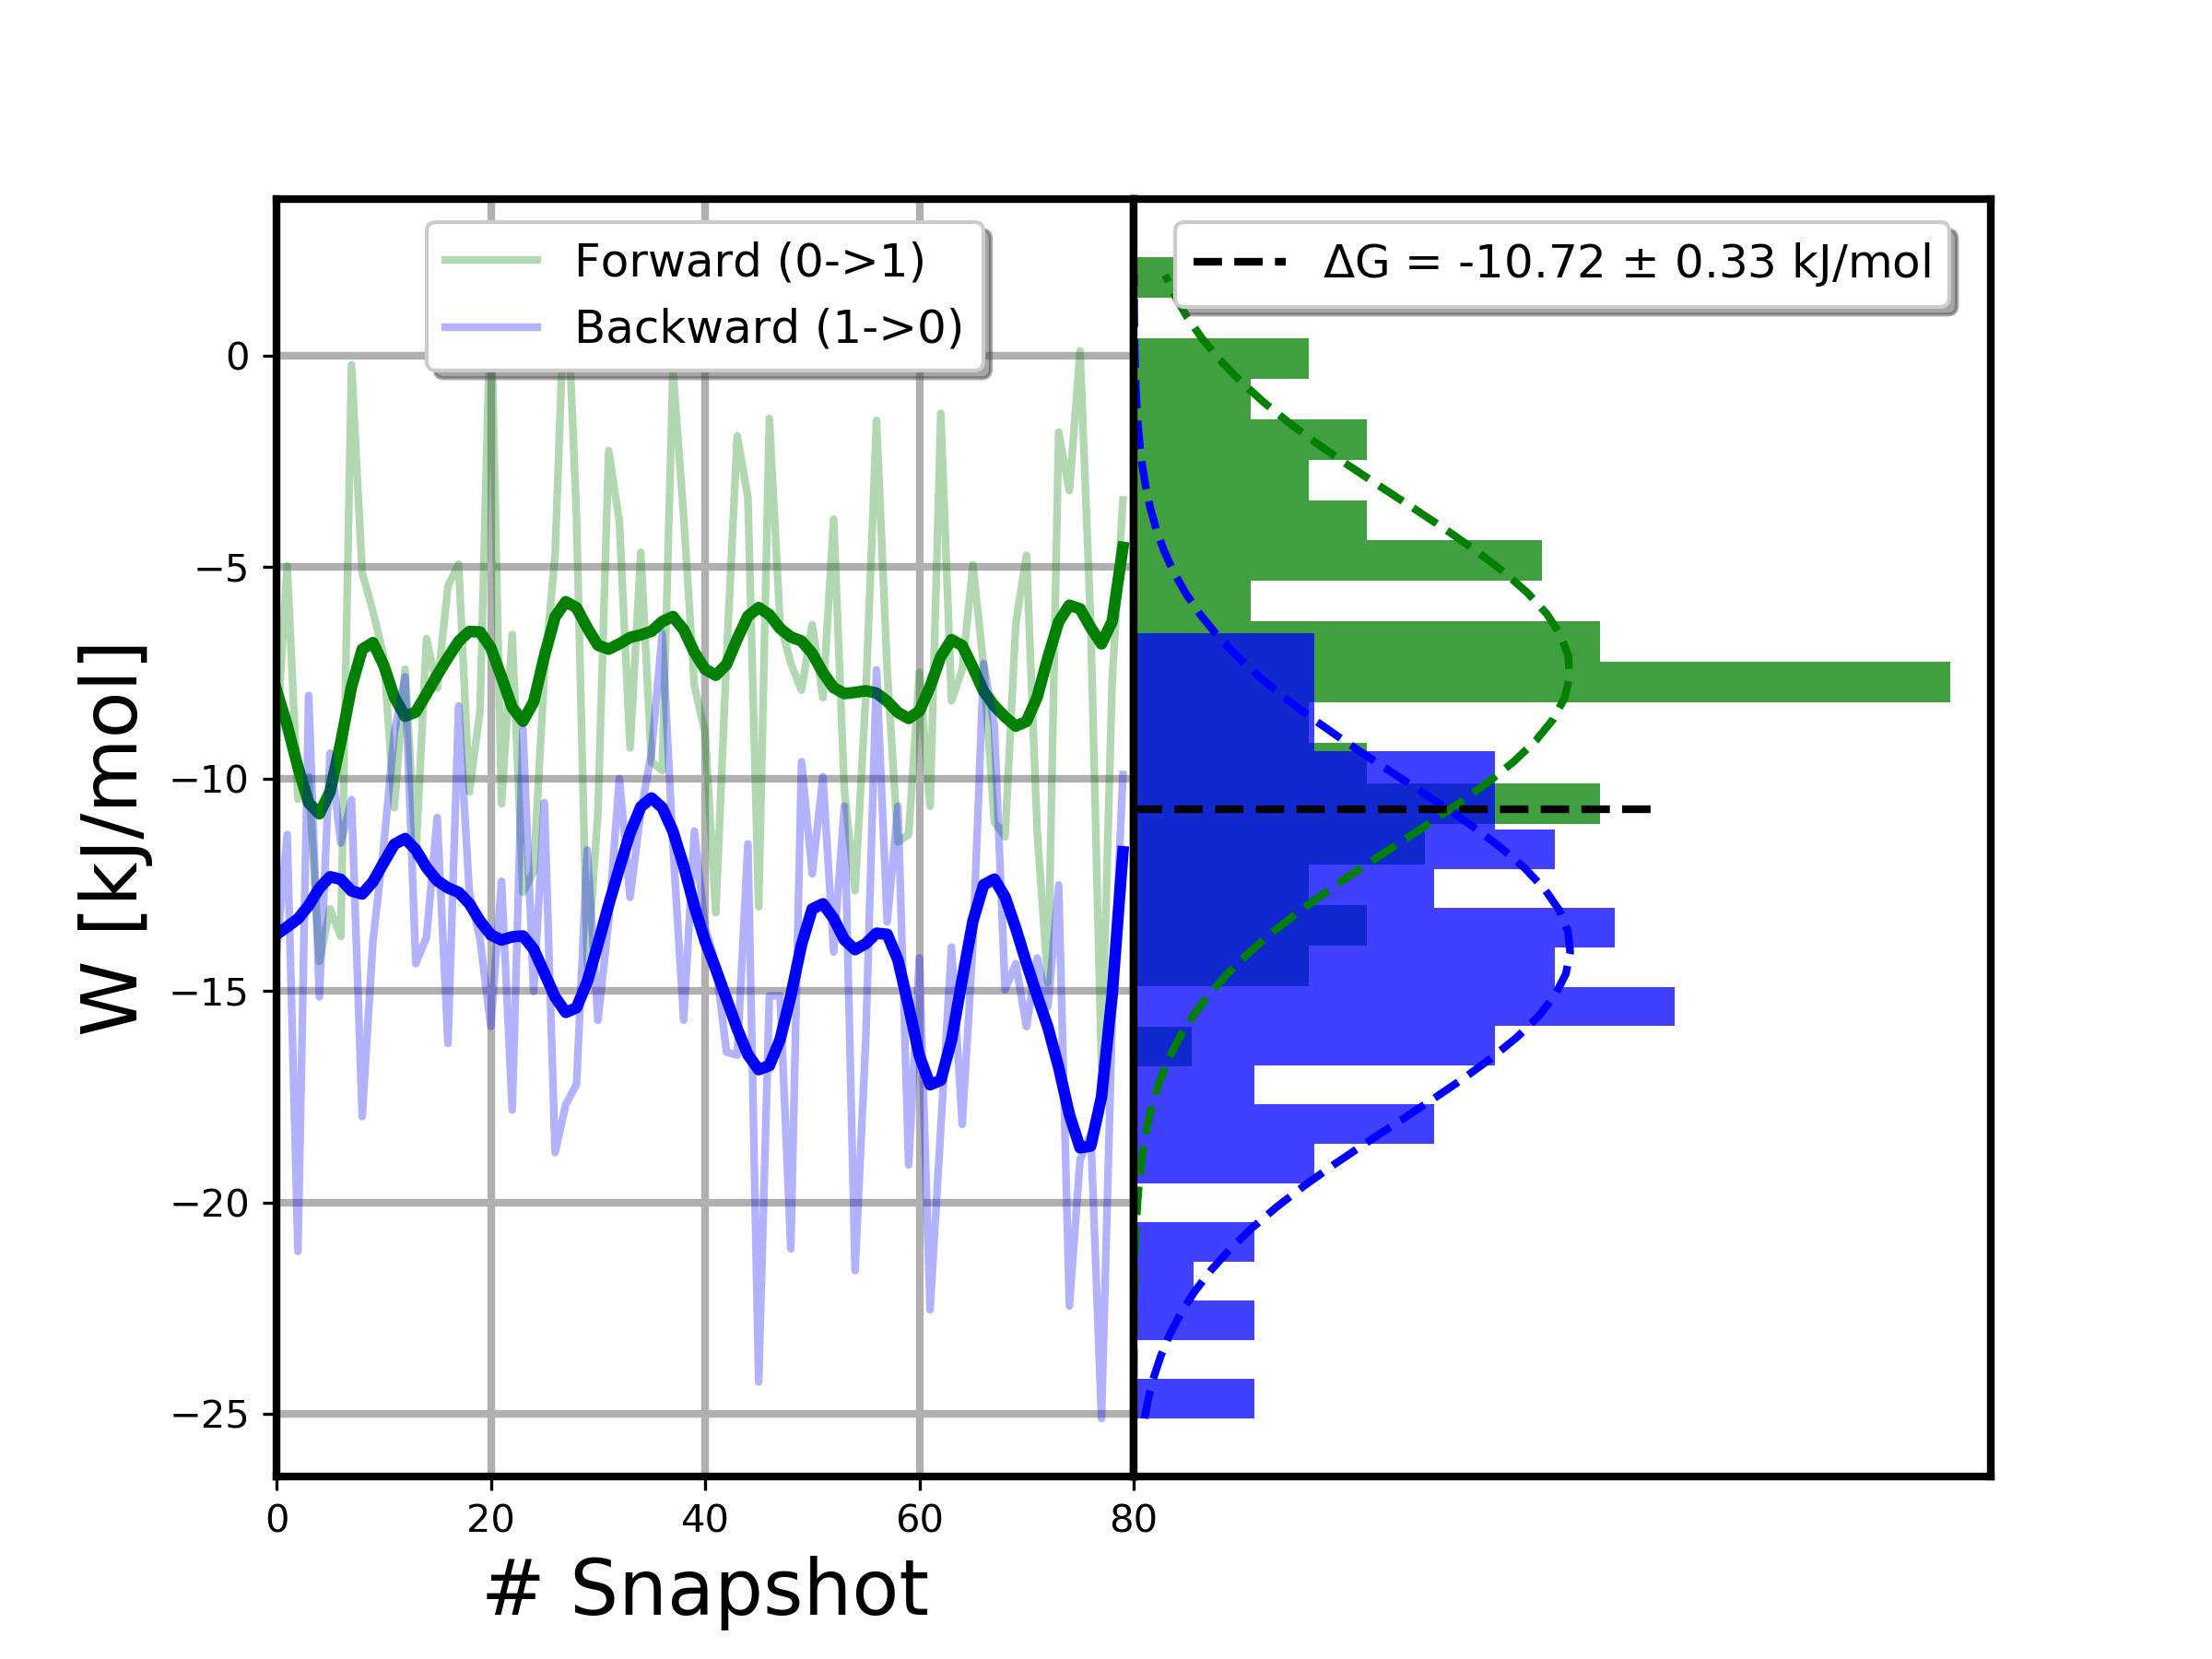 Forward (0->1)
Backward (1->0)
ΔG = -10.72 ± 0.33 kJ/mol
W [kJ/mol]
0
−5
−10
−15
−20
−25
0 20 40 60 80
# Snapshot